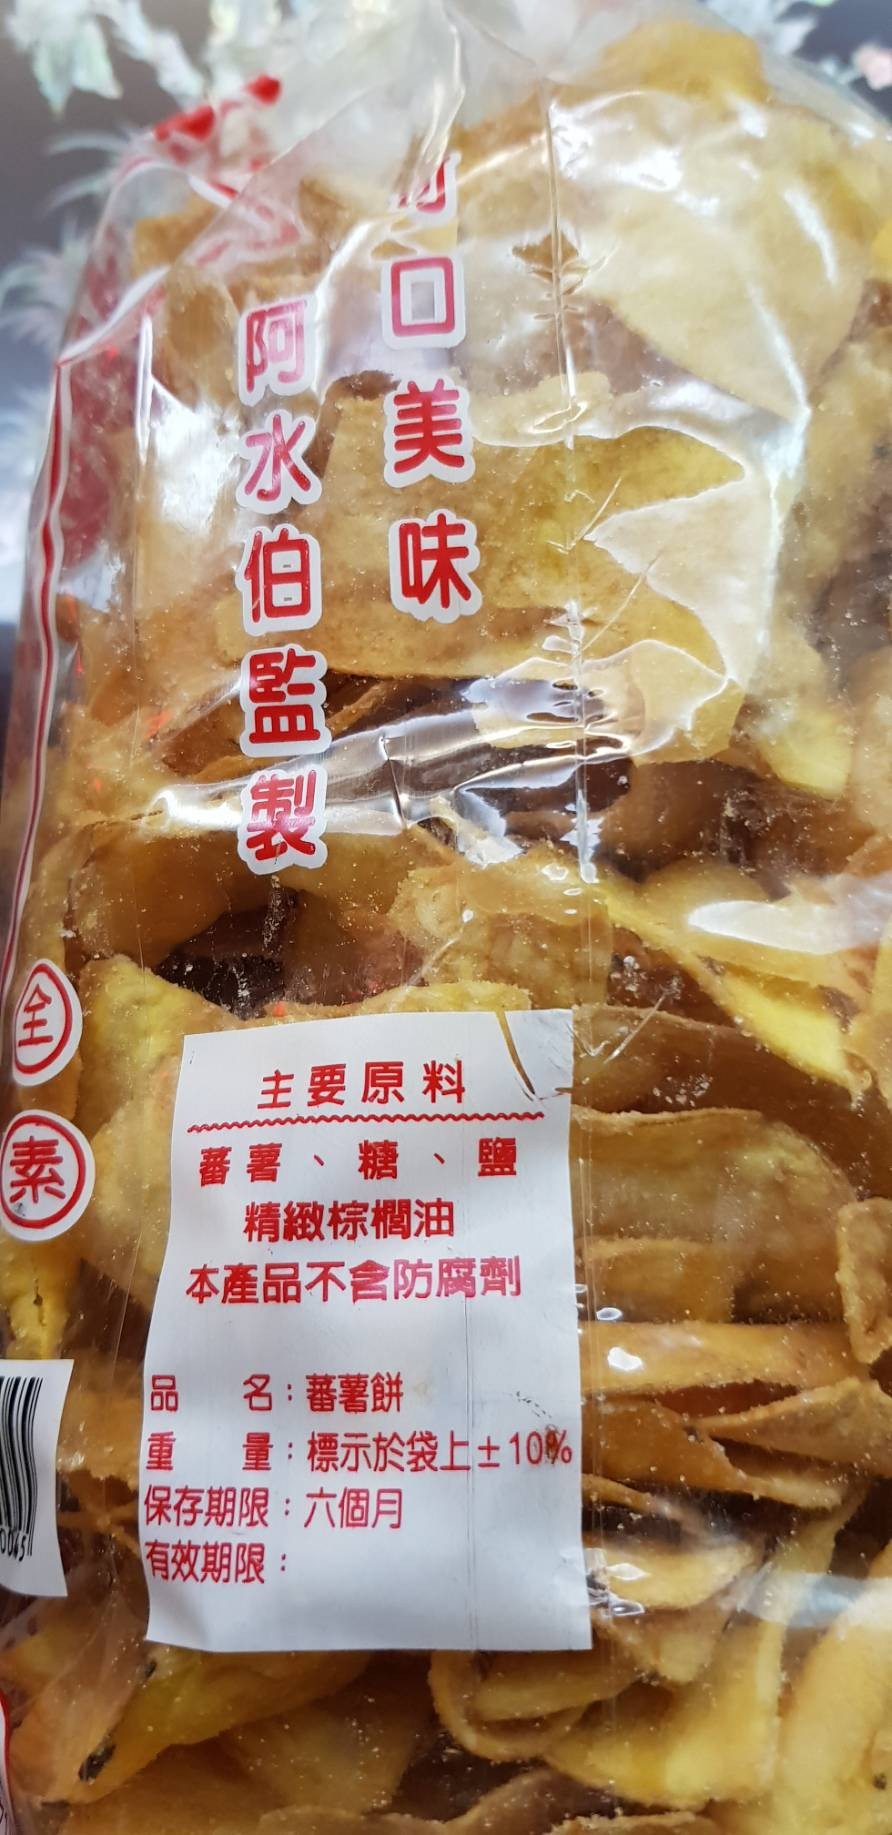 可口美味
阿水伯監製
全素
主要原料
蕃薯、糖、鹽
精緻棕櫚油
本產品不含防腐劑
品 名：蕃薯餅
重 量：標示於袋上±10%
保存期限：六個月
有效期限：